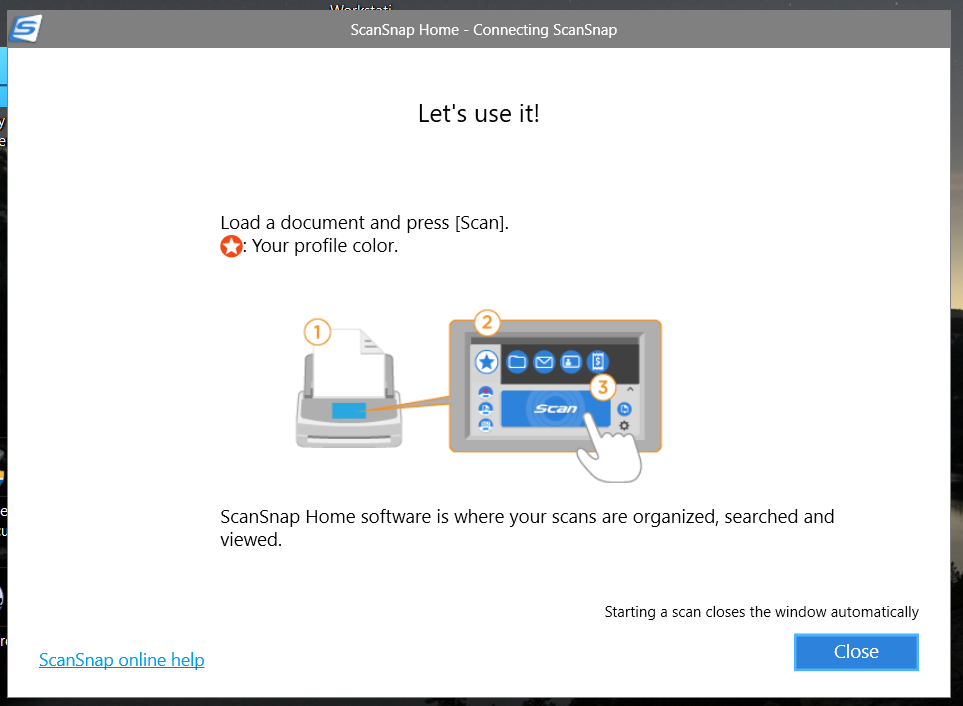 ScanSnap Home - Connecting ScanSnap
Let's use it!
Load a document and press [Scan].
: Your profile color.
1
2
3
Scan
ScanSnap Home software is where your scans are organized, searched and
viewed.
Starting a scan closes the window automatically
ScanSnap online help
Close